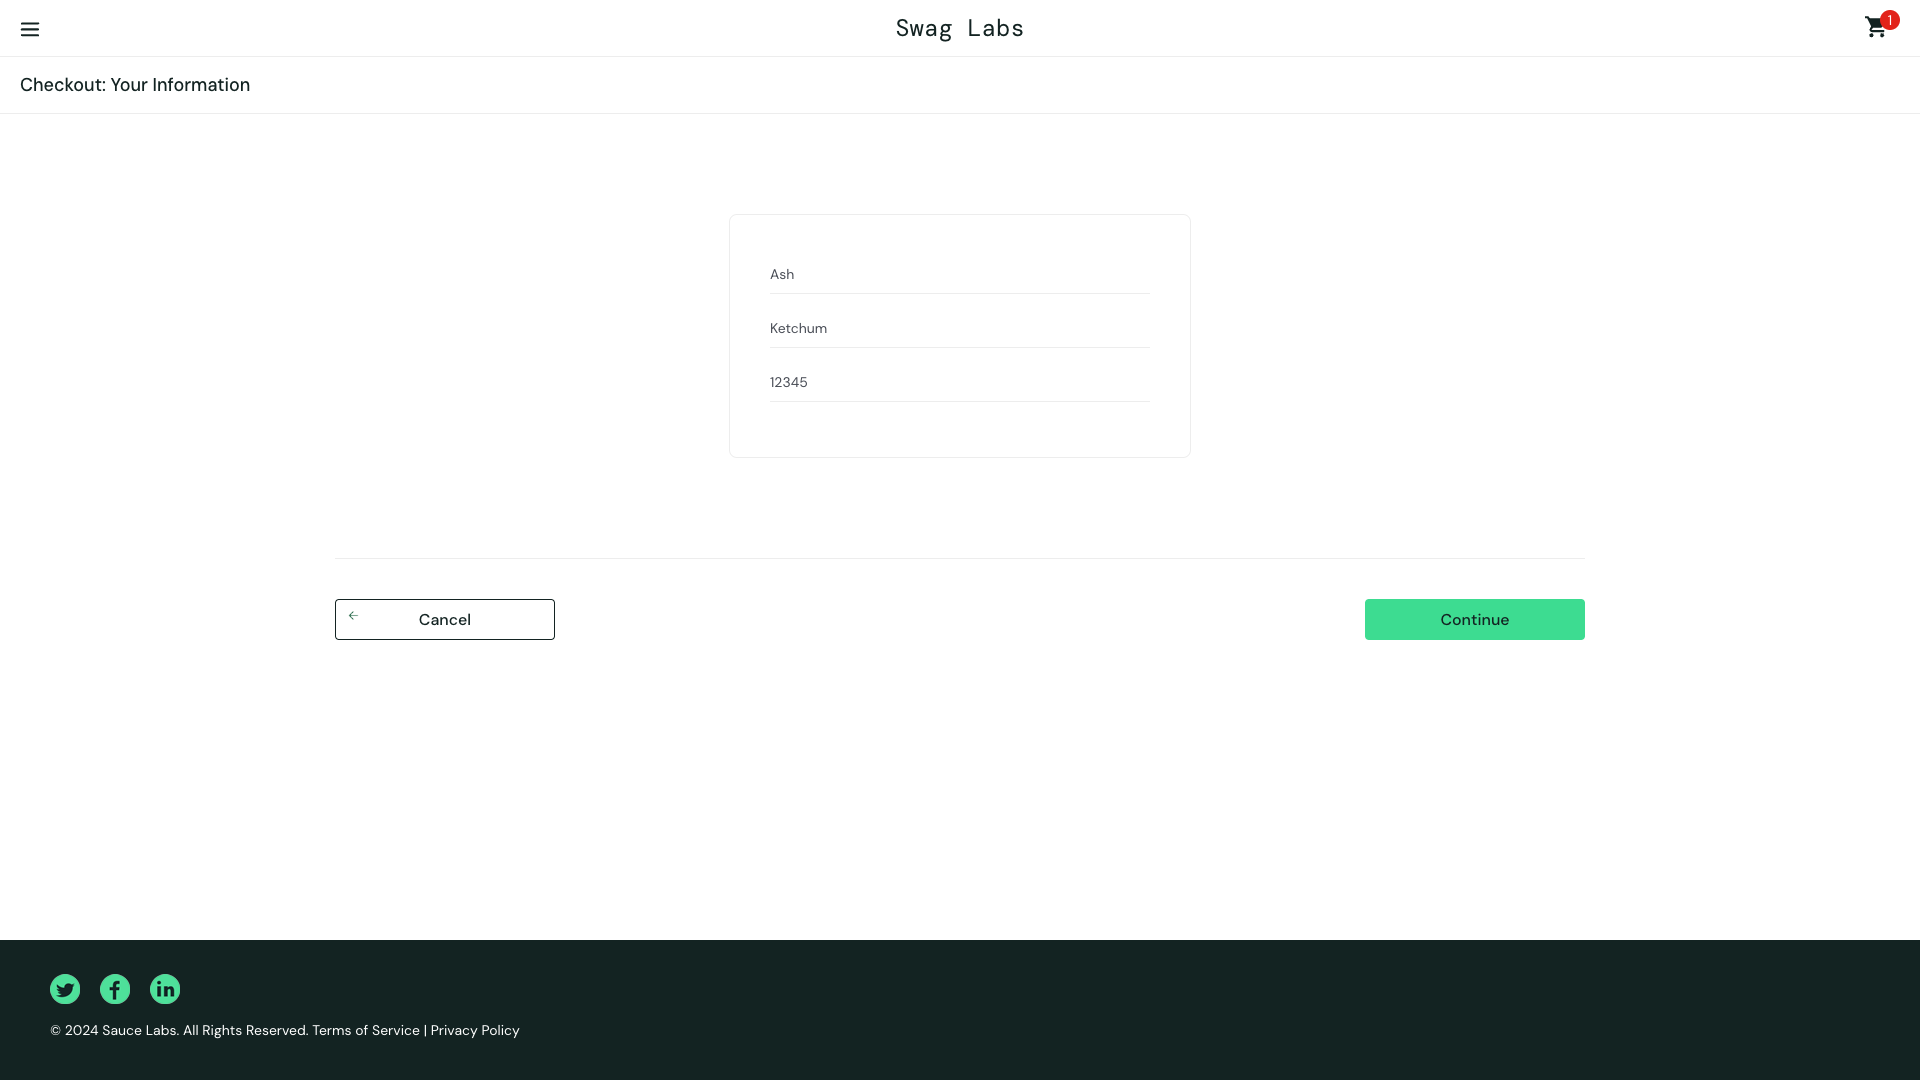 Swag Labs
1
Checkout: Your Information
Ash
Ketchum
12345
Cancel
Continue
© 2024 Sauce Labs. All Rights Reserved. Terms of Service | Privacy Policy